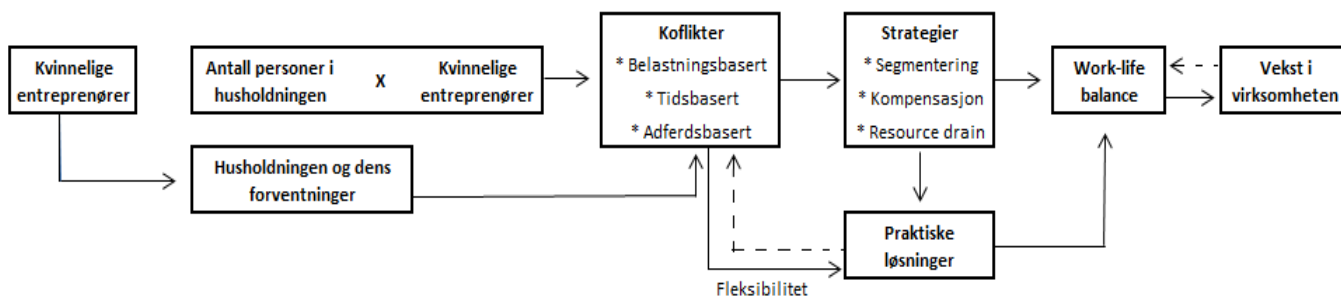 Kvinnelige
entreprenører
Antall personer i
husholdningen
X
Kvinnelige
entreprenører
Husholdningen og dens
forventninger
Koflikter
* Belastningsbasert
* Tidsbasert
* Adferdsbasert
Strategier
* Segmentering
* Kompensasjon
* Resource drain
Work-life
balance
Vekst i
virksomheten
Praktiske
løsninger
Fleksibilitet